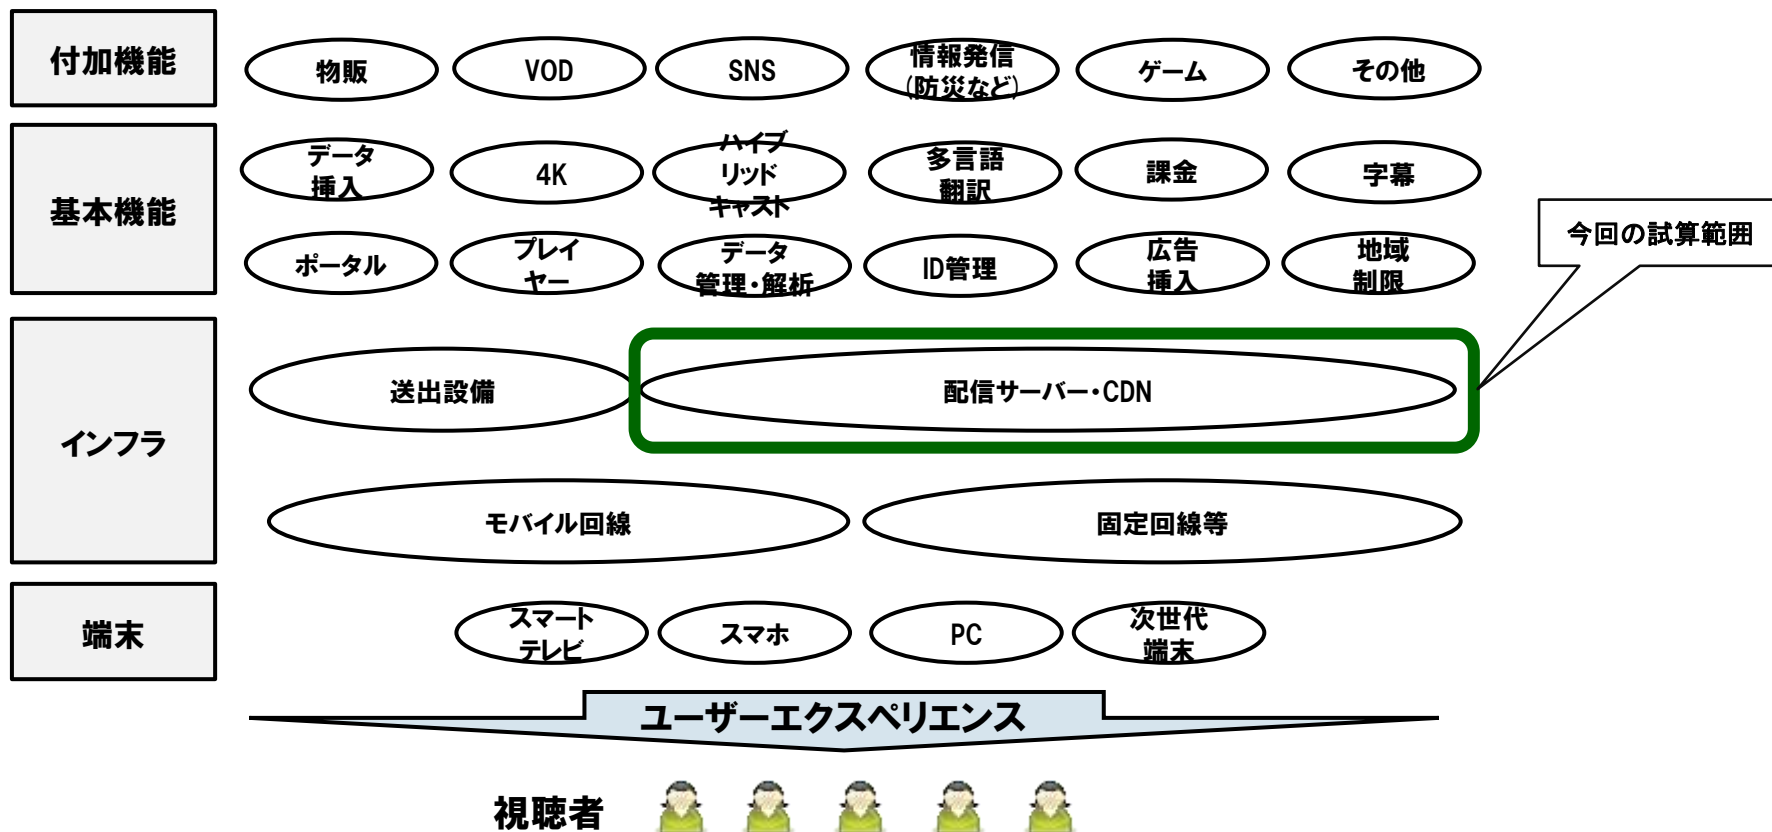 付加機能
物販
VOD
SNS
情報発信
(防災など)
ゲーム
その他
基本機能
データ
挿入
4K
ハイブ
リッド
キャスト
多言語
翻訳
課金
字幕
ポータル
プレイ
ヤー
データ
管理・解析
ID管理
広告
挿入
地域
制限
今回の試算範囲
インフラ
送出設備
配信サーバー・CDN
モバイル回線
固定回線等
端末
スマート
テレビ
スマホ
PC
次世代
端末
ユーザーエクスペリエンス
視聴者